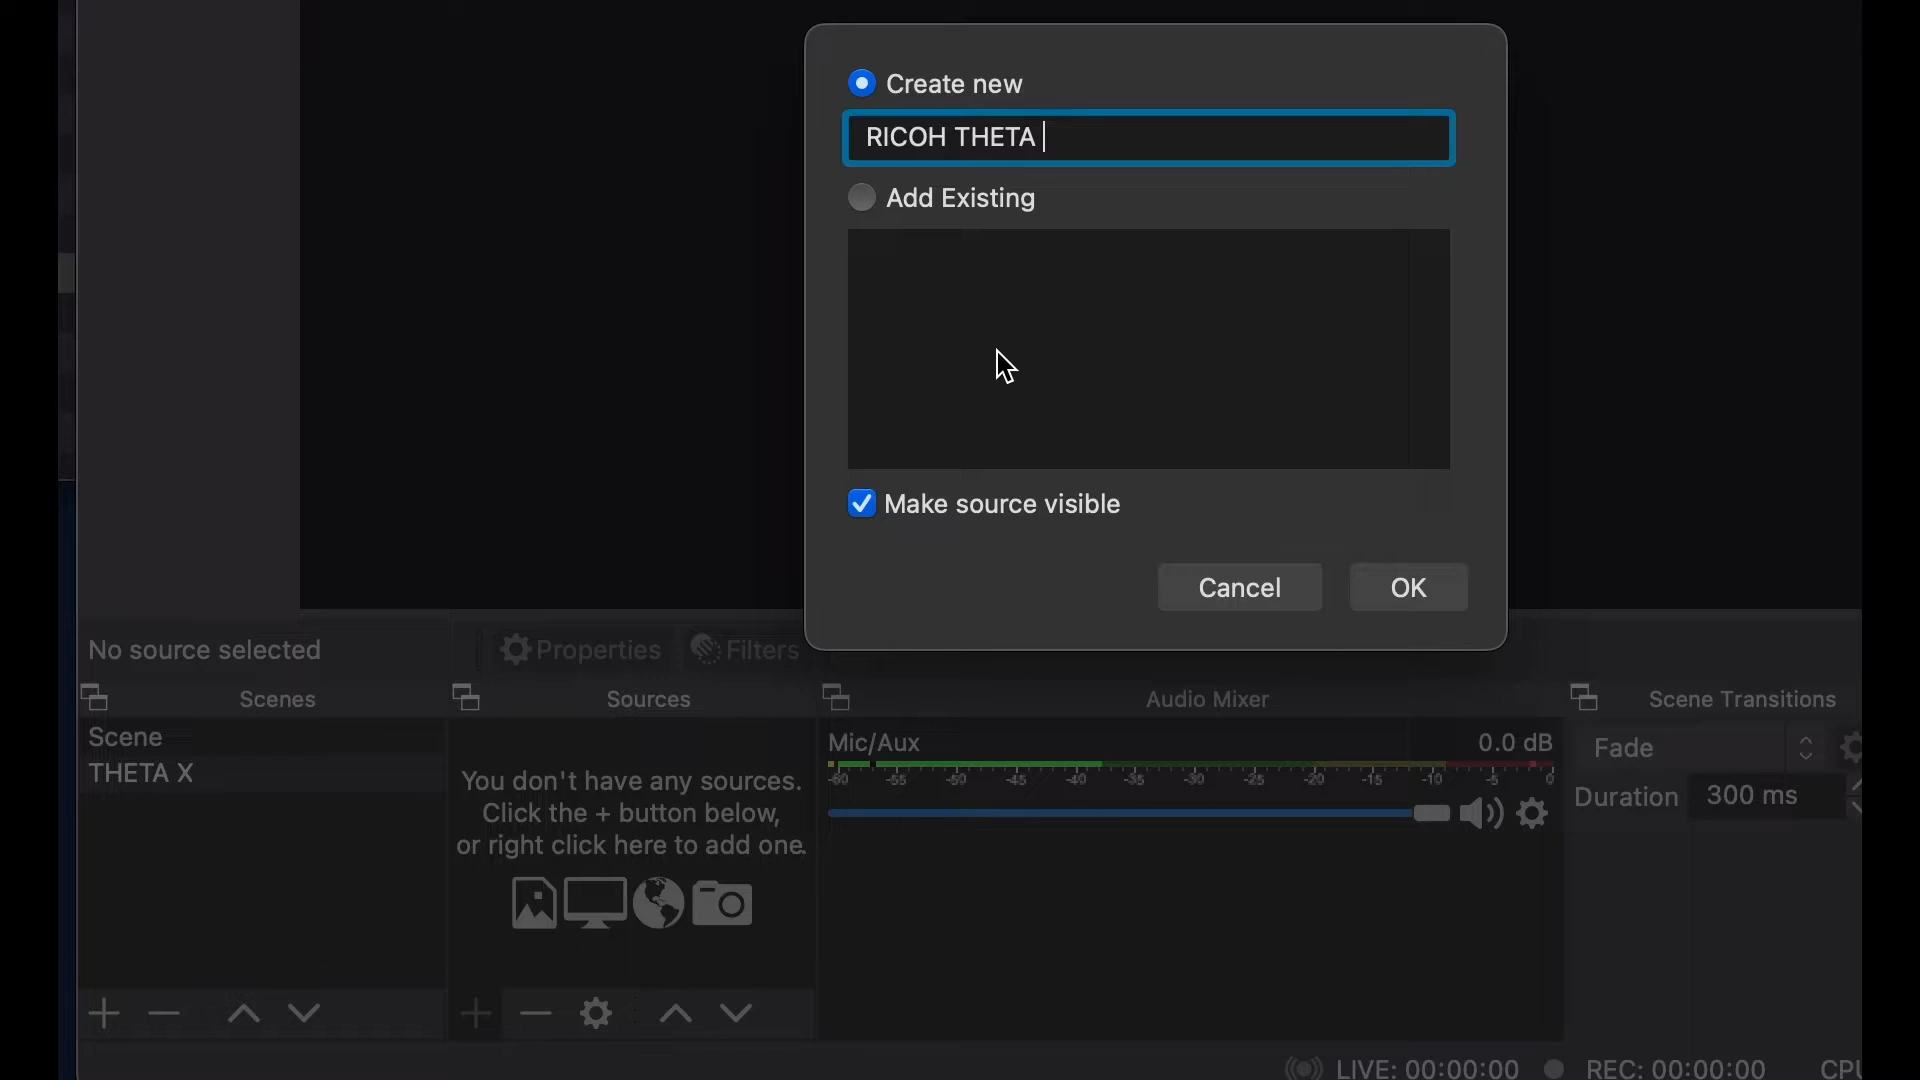 Create new
RICOH THETA
Add Existing
Make source visible
Cancel
OK
No source selected
Properties
Filters
Scenes
Sources
Audio Mixer
Scene Transitions
Scene
THETA X
You don't have any sources.
Click the + button below,
or right click here to add one.
Mic/Aux
0.0 dB
-60 -55 -50 -45 -40 -35 -30 -25 -20 -15 -10 -5 0
Fade
Duration
300 ms
LIVE: 00:00:00
REC: 00:00:00
CPU